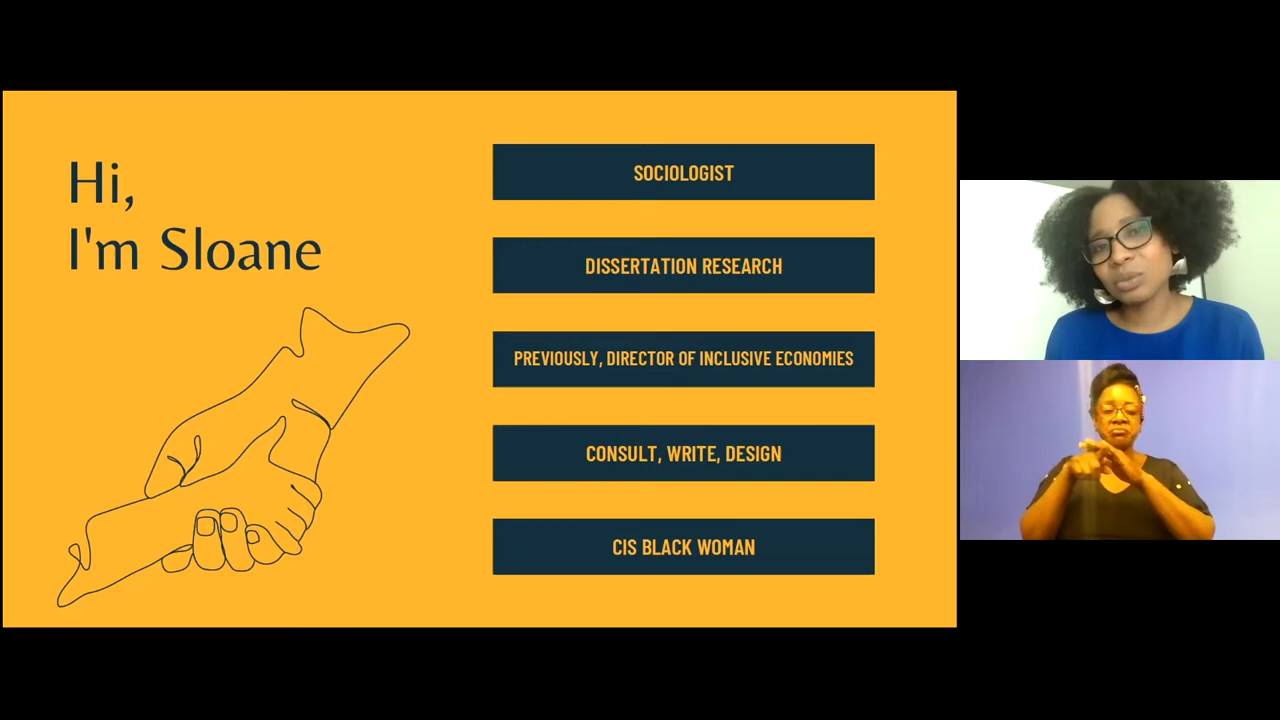 Hi,
I'm Sloane
SOCIOLOGIST
DISSERTATION RESEARCH
PREVIOUSLY, DIRECTOR OF INCLUSIVE ECONOMIES
CONSULT, WRITE, DESIGN
CIS BLACK WOMAN